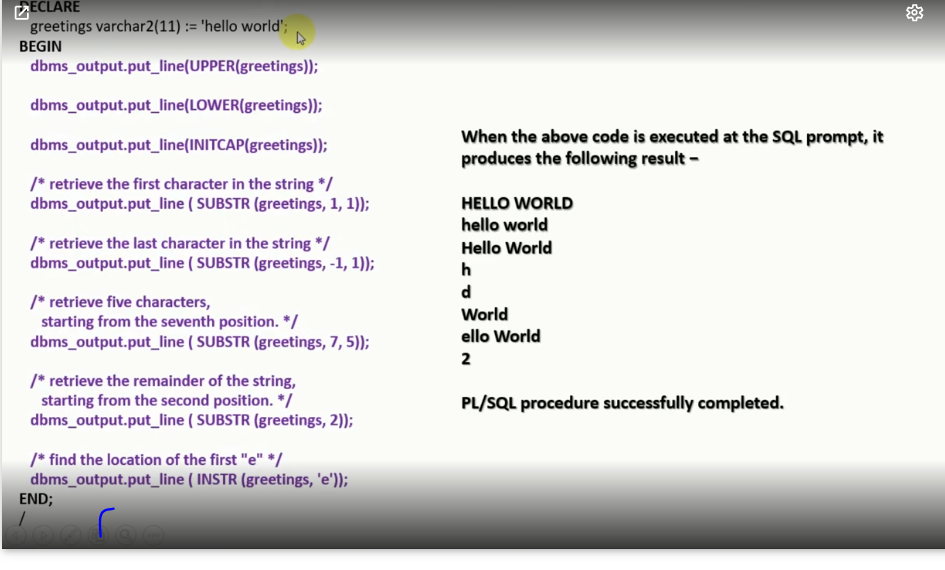 DECLARE
greetings varchar2(11) := 'hello world';
BEGIN
dbms_output.put_line(UPPER(greetings));
dbms_output.put_line(LOWER(greetings));
dbms_output.put_line(INITCAP(greetings));
/* retrieve the first character in the string */
dbms_output.put_line ( SUBSTR (greetings, 1, 1));
/* retrieve the last character in the string */
dbms_output.put_line ( SUBSTR (greetings, -1, 1));
/* retrieve five characters,
starting from the seventh position. */
dbms_output.put_line ( SUBSTR (greetings, 7, 5));
/* retrieve the remainder of the string,
starting from the second position. */
dbms_output.put_line ( SUBSTR (greetings, 2));
/* find the location of the first "e" */
dbms_output.put_line ( INSTR (greetings, 'e'));
END;
/
When the above code is executed at the SQL prompt, it
produces the following result –
HELLO WORLD
hello world
Hello World
h
d
World
ello World
2
PL/SQL procedure successfully completed.